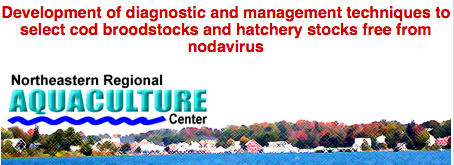 Development of diagnostic and management techniques to
select cod broodstocks and hatchery stocks free from
nodavirus
Northeastern Regional
AQUACULTURE
Center